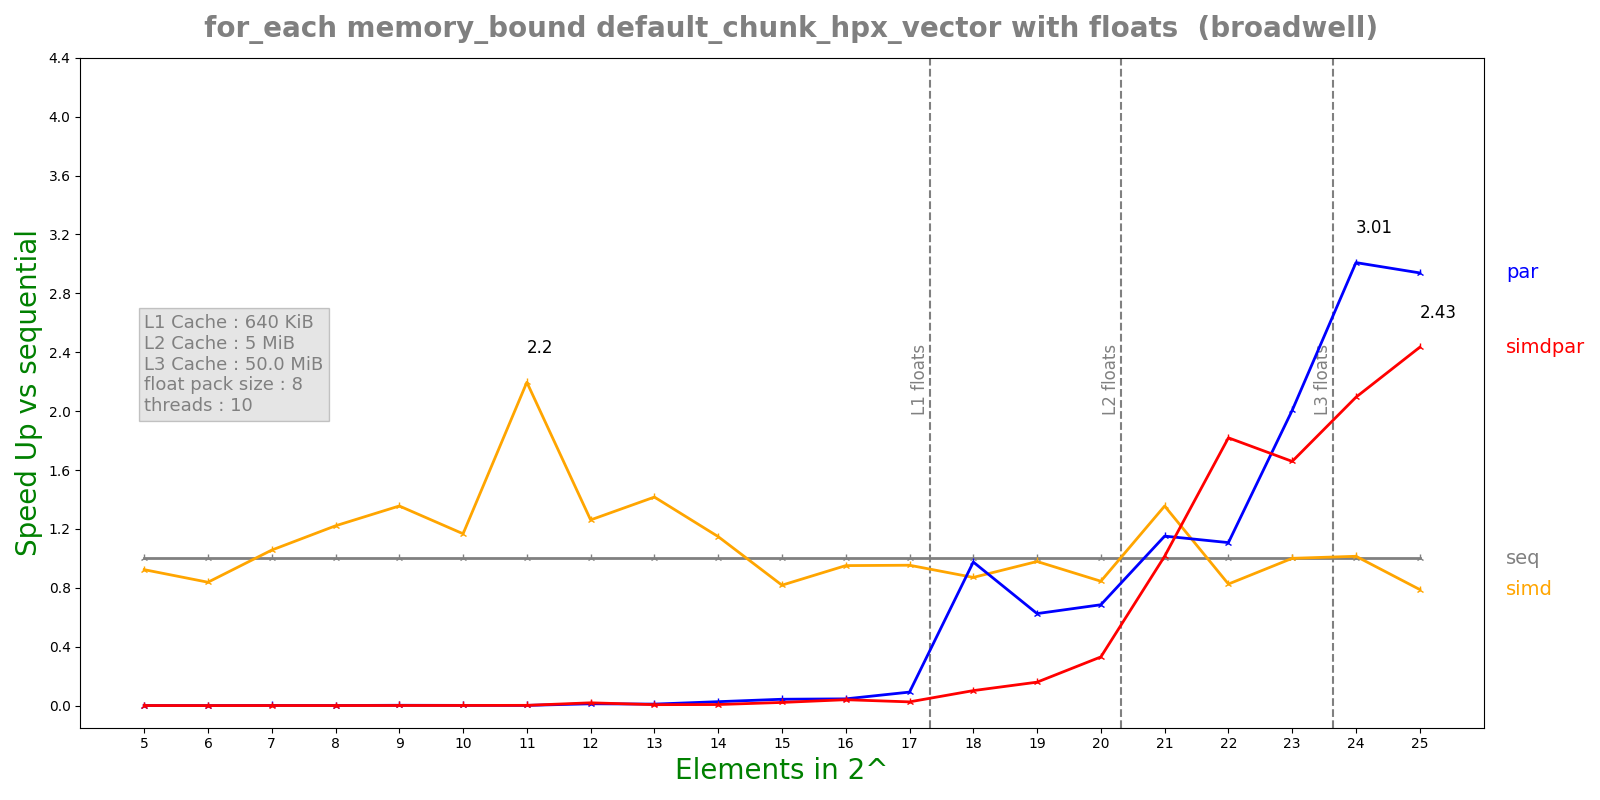 for_each memory_bound default_chunk_hpx_vector with floats (broadwell)
Speed Up vs sequential
4.4
4.0
3.6
3.2
2.8
2.4
2.0
1.6
1.2
0.8
0.4
0.0
L1 Cache : 640 KiB
L2 Cache : 5 MiB
L3 Cache : 50.0 MiB
float pack size : 8
threads : 10
2.2
L1 floats
L2 floats
L3 floats
3.01
2.43
par
simdpar
seq
simd
5 6 7 8 9 10 11 12 13 14 15 16 17 18 19 20 21 22 23 24 25
Elements in 2^